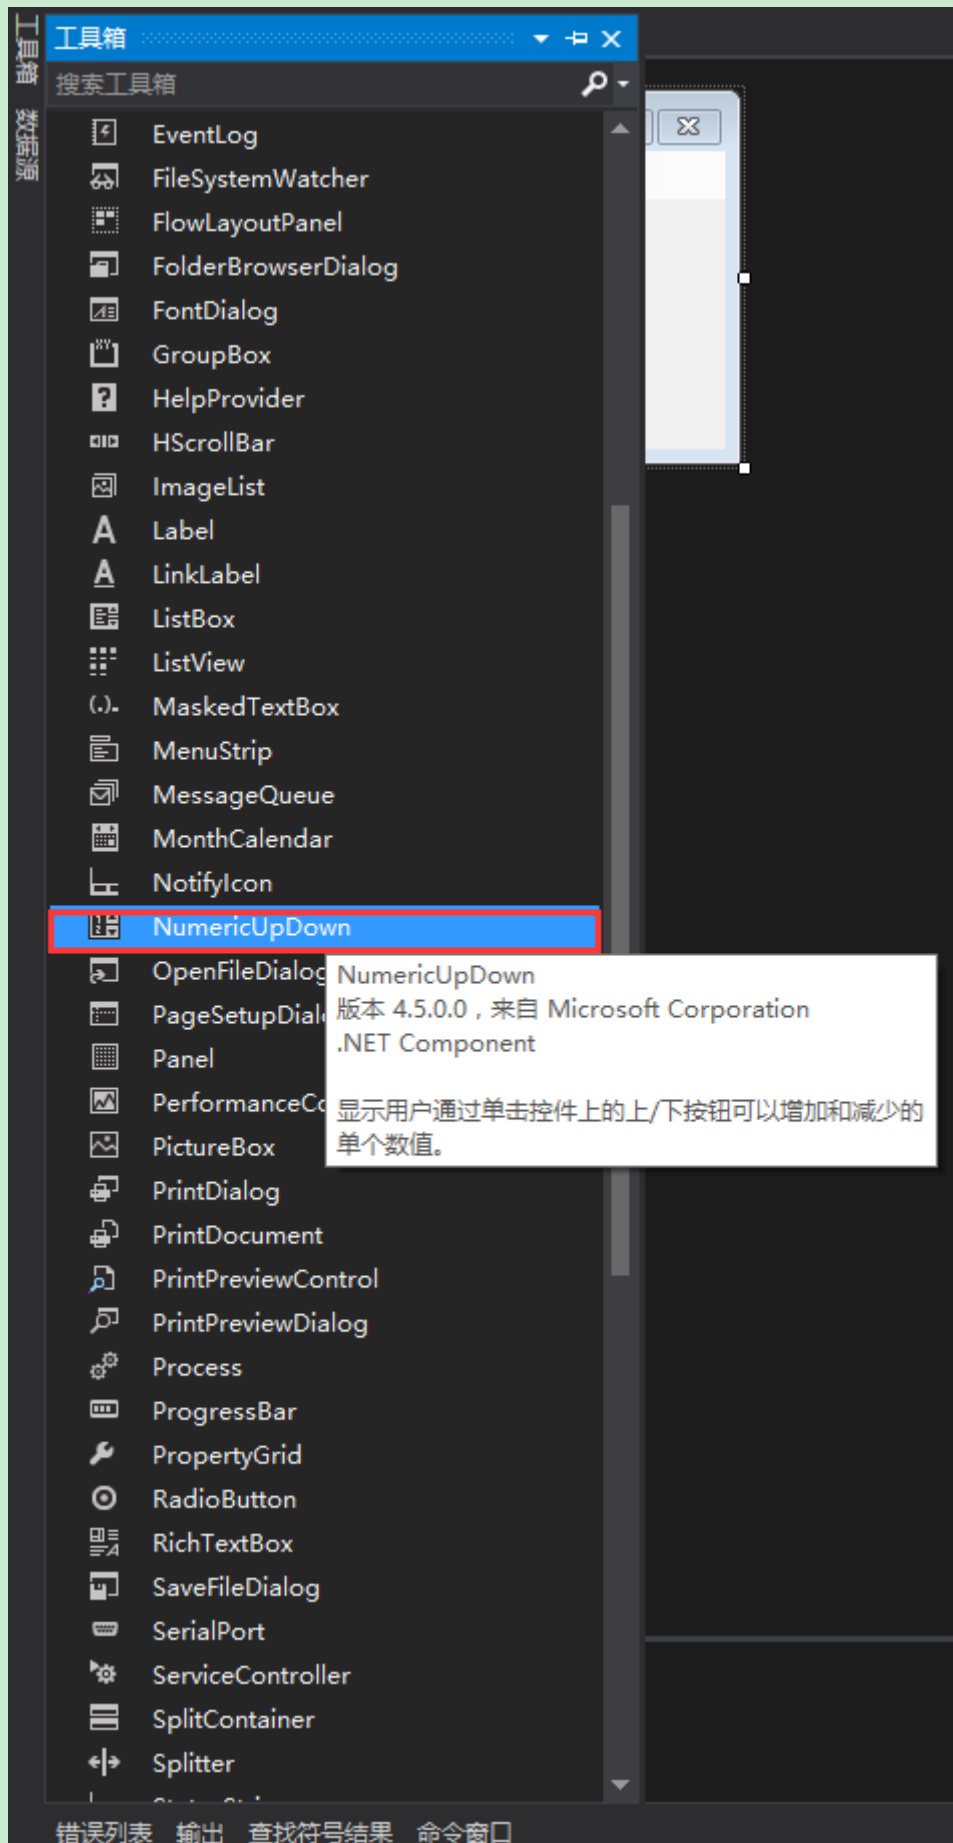 工具箱
数据源
工具箱
搜索工具箱
EventLog
FileSystemWatcher
FlowLayoutPanel
FolderBrowserDialog
FontDialog
GroupBox
HelpProvider
HScrollBar
ImageList
Label
LinkLabel
ListBox
ListView
MaskedTextBox
MenuStrip
MessageQueue
MonthCalendar
NotifyIcon
NumericUpDown
OpenFileDialog
PageSetupDial
Panel
PerformanceCo
PictureBox
NumericUpDown
版本 4.5.0.0，来自 Microsoft Corporation
.NET Component
显示用户通过单击控件上的上/下按钮可以增加和减少的
单个数值。
PrintDialog
PrintDocument
PrintPreviewControl
PrintPreviewDialog
Process
ProgressBar
PropertyGrid
RadioButton
RichTextBox
SaveFileDialog
SerialPort
ServiceController
SplitContainer
Splitter
错误列表 输出 查找符号结果 命令窗口